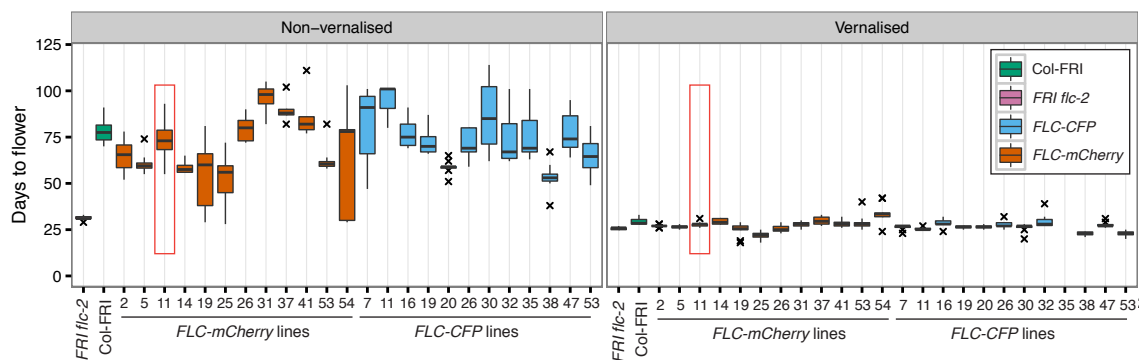 Non−vernalised
Vernalised
Days to flower
125
100
75
50
25
0
Col-FRI
FRI flc-2
FLC-CFP
FLC-mCherry
FRI flc-2
Col-FRI
2 5 11 14 19 25 26 31 37 41 53 54 7 11 16 19 20 26 30 32 35 38 47 53
FLC-mCherry lines
FLC-CFP lines
FRI flc-2
Col-FRI
2 5 11 14 19 25 26 31 37 41 53 54 7 11 16 19 20 26 30 32 35 38 47 53
FLC-mCherry lines
FLC-CFP lines